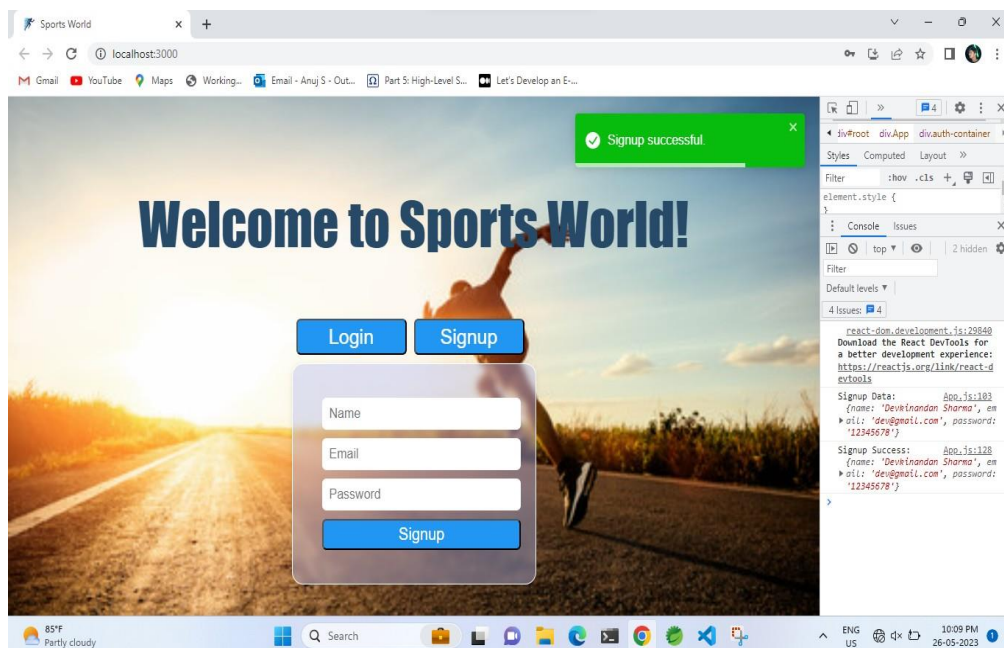 Sports World
localhost:3000
Gmail
YouTube
Maps
Working...
Email - Anuj S - Out...
Part 5: High-Level S...
Let's Develop an E-...
Signup successful.
Welcome to Sports World!
Login
Signup
Name
Email
Password
Signup
4
div#root div.App div.auth-container
Styles Computed Layout
Filter :hov .cls
element.style {
}
Console Issues
top 2 hidden
Filter
Default levels
4 Issues: 4
react-dom.development.js:29840
Download the React DevTools for
a better development experience:
https://reactjs.org/link/react-d
evtools
Signup Data: App.js:103
{name: 'Devkinandan Sharma', em
ail: 'dev@gmail.com', password:
'12345678'}
Signup Success: App.js:128
{name: 'Devkinandan Sharma', em
ail: 'dev@gmail.com', password:
'12345678'}
85°F
Partly cloudy
Search
ENG
US
10:09 PM
26-05-2023
1